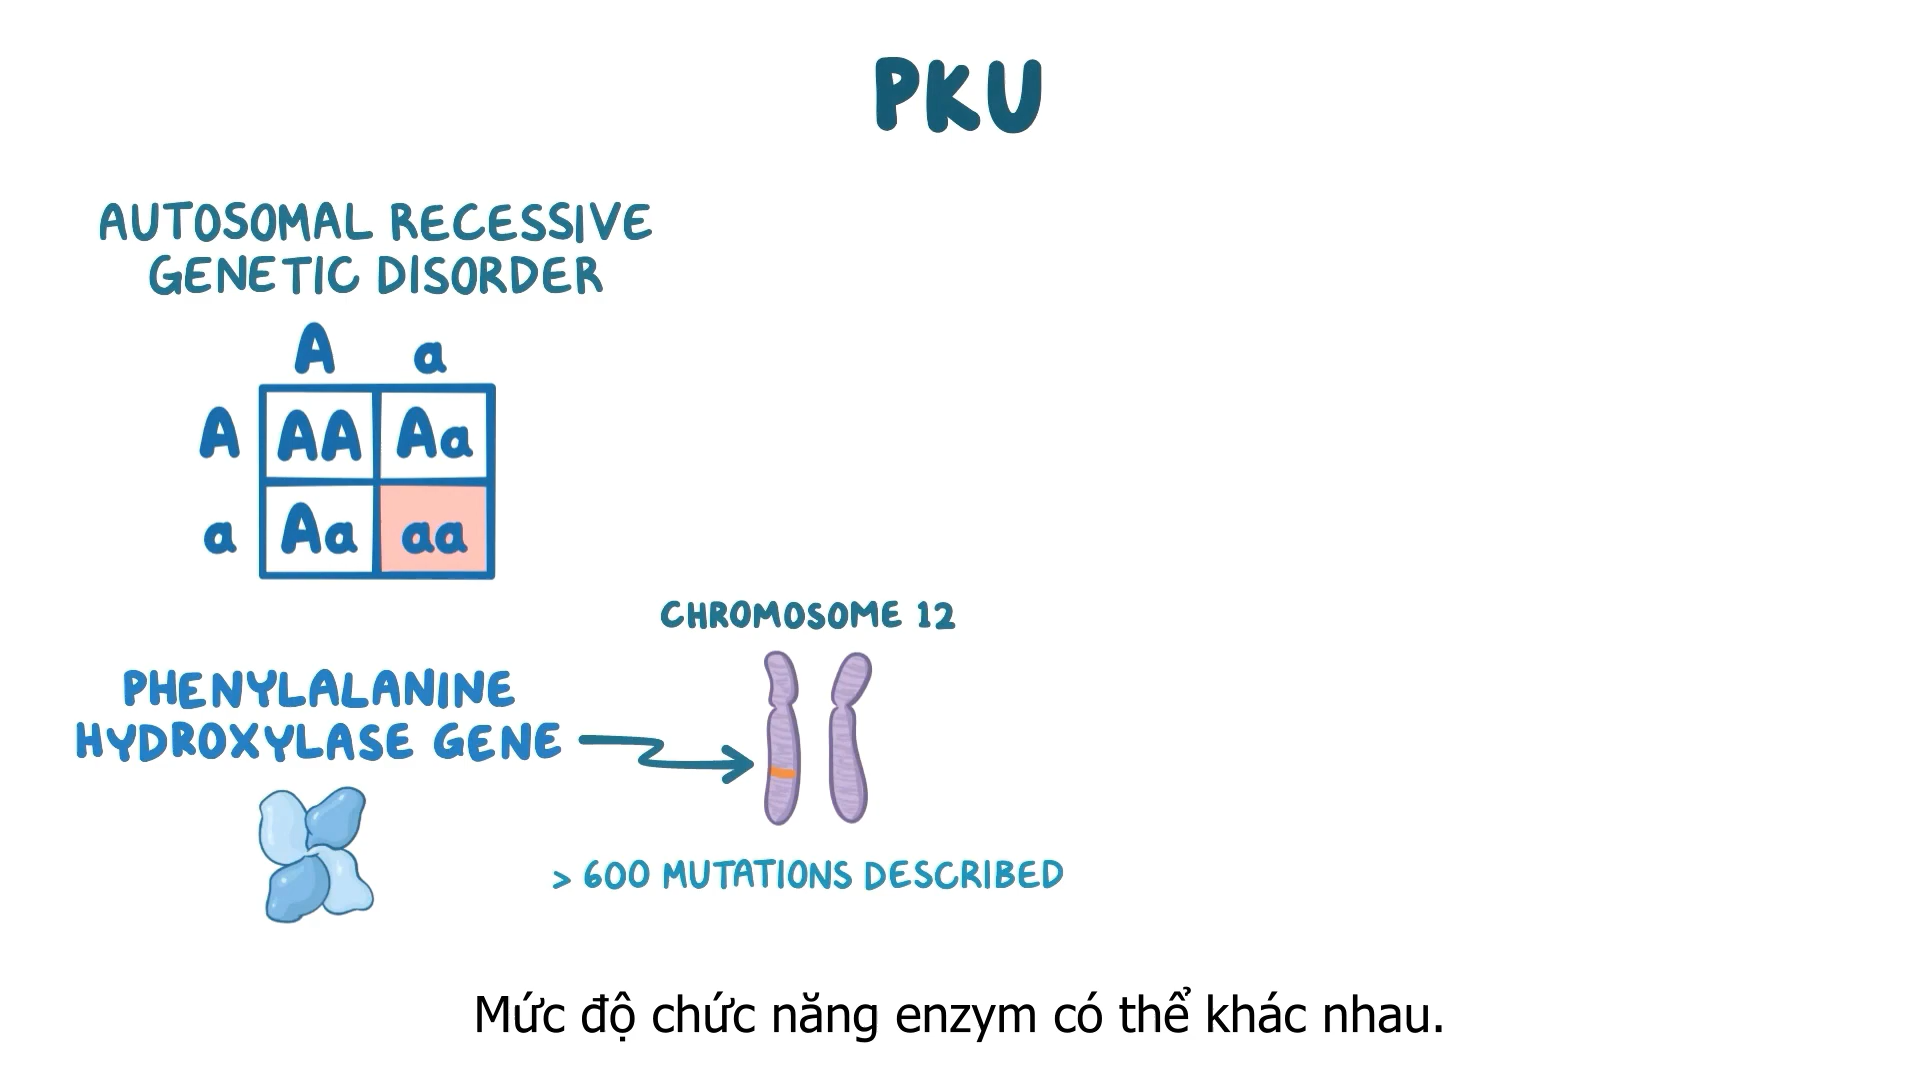 PKU
AUTOSOMAL RECESSIVE
GENETIC DISORDER
A a
A AA Aa
a Aa aa
CHROMOSOME 12
PHENYLALANINE
HYDROXYLASE GENE
> 600 MUTATIONS DESCRIBED
Mức độ chức năng enzym có thể khác nhau.